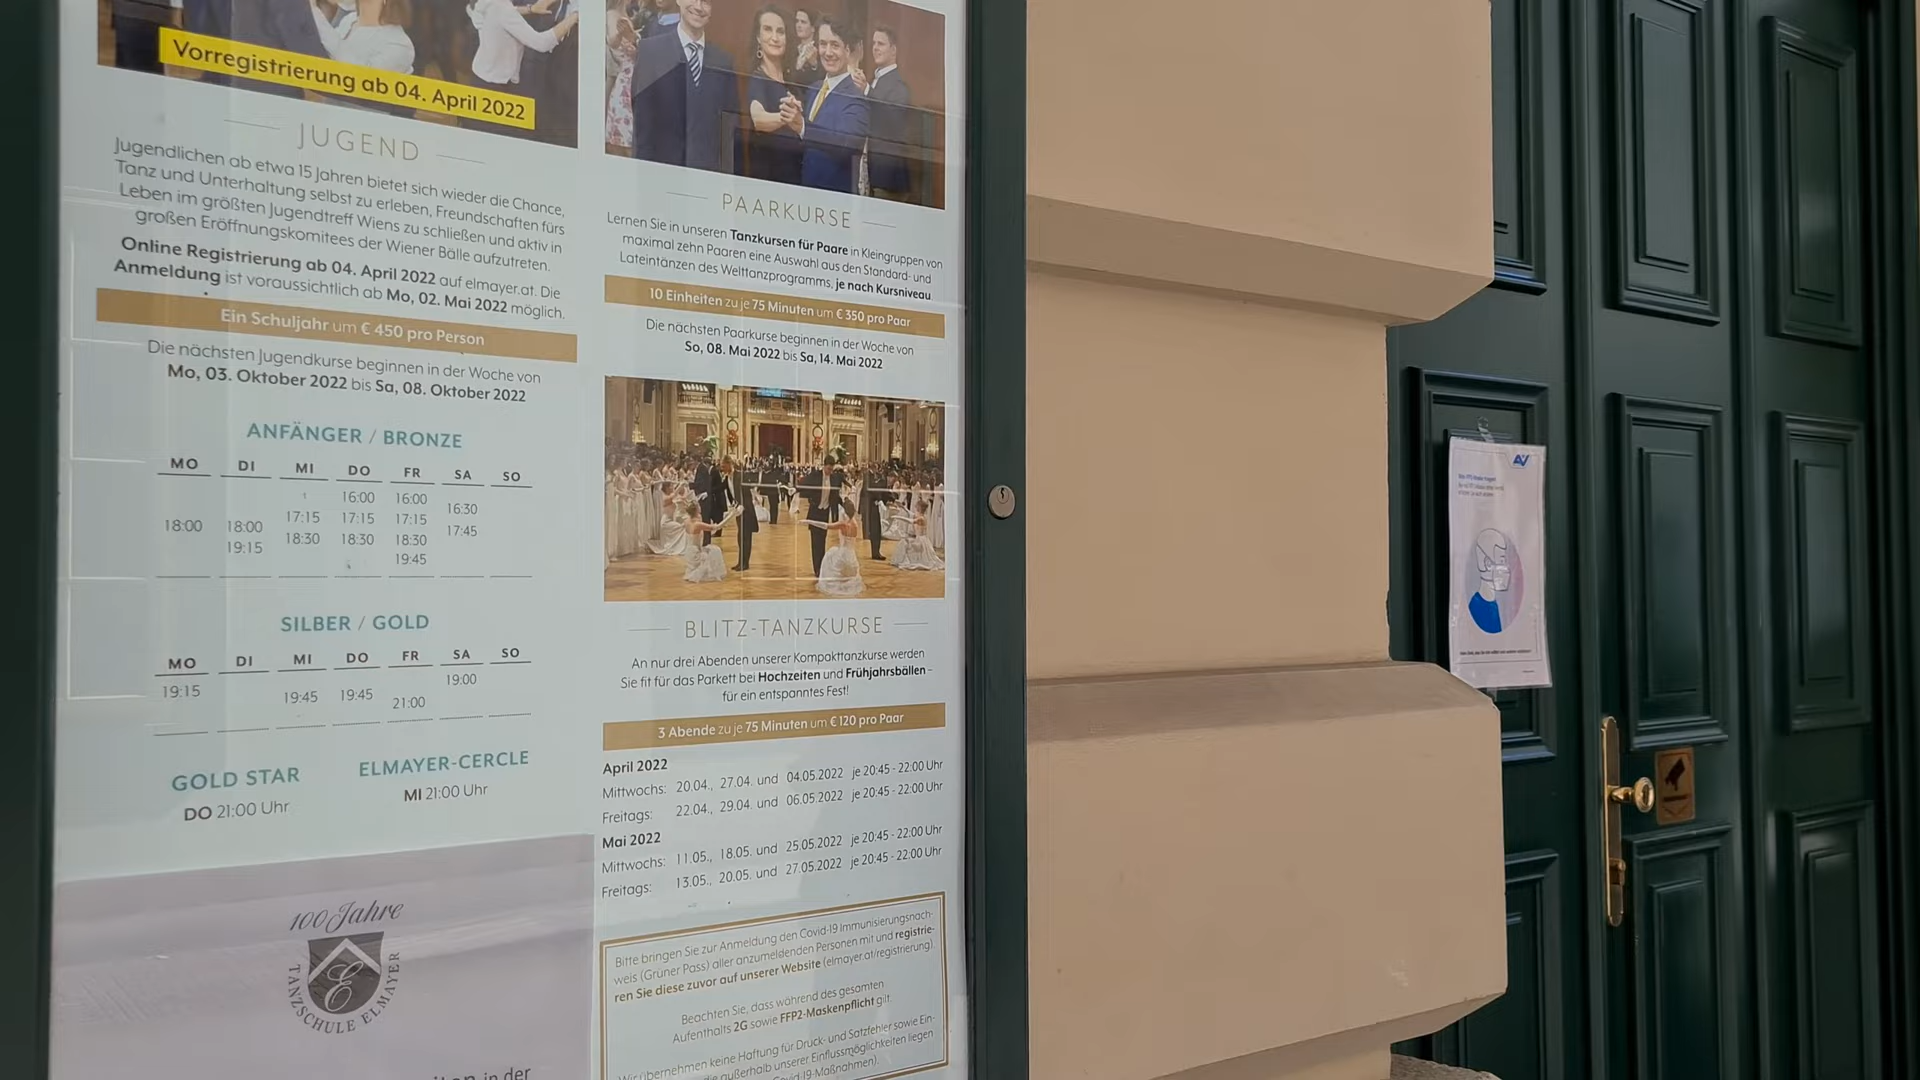 Vorregistrierung ab 04. April 2022
JUGEND
Jugendlichen ab etwa 15 Jahren bietet sich wieder die Chance,
Tanz und Unterhaltung selbst zu erleben, Freundschaften fürs
Leben im größten Jugendtreff Wiens zu schließen und aktiv in
großen Eröffnungskomitees der Wiener Bälle aufzutreten.
Online Registrierung ab 04. April 2022 auf elmayer.at. Die
Anmeldung ist voraussichtlich ab Mo, 02. Mai 2022 möglich.
Ein Schuljahr um € 450 pro Person
Die nächsten Jugendkurse beginnen in der Woche von
Mo, 03. Oktober 2022 bis Sa, 08. Oktober 2022
ANFÄNGER / BRONZE
MO DI MI DO FR SA SO
16:00 16:00
16:30
17:15 17:15 17:15
18:00 18:00
17:45
18:30 18:30 18:30
19:15
19:45
SILBER / GOLD
MO DI MI DO FR SA SO
19:00
19:15
19:45 19:45
21:00
GOLD STAR
DO 21:00 Uhr
ELMAYER-CERCLE
MI 21:00 Uhr
100 Jahre
E
TANZSCHULE ELMAYER
in der
PAARKURSE
Lernen Sie in unseren Tanzkursen für Paare in Kleingruppen von
maximal zehn Paaren eine Auswahl aus den Standard- und
Lateintänzen des Welttanzprogramms, je nach Kursniveau.
10 Einheiten zu je 75 Minuten um € 350 pro Paar
Die nächsten Paarkurse beginnen in der Woche von
So, 08. Mai 2022 bis Sa, 14. Mai 2022
BLITZ-TANZKURSE
An nur drei Abenden unserer Kompakttanzkurse werden
Sie fit für das Parkett bei Hochzeiten und Frühjahrsbällen –
für ein entspanntes Fest!
3 Abende zu je 75 Minuten um € 120 pro Paar
April 2022
Mittwochs: 20.04., 27.04. und 04.05.2022 je 20:45 - 22:00 Uhr
Freitags: 22.04., 29.04. und 06.05.2022 je 20:45 - 22:00 Uhr
Mai 2022
Mittwochs: 11.05., 18.05. und 25.05.2022 je 20:45 - 22:00 Uhr
Freitags: 13.05., 20.05. und 27.05.2022 je 20:45 - 22:00 Uhr
Bitte bringen Sie zur Anmeldung den Covid-19 Immunisierungsnach-
weis (Grüner Pass) aller anzumeldenden Personen mit und registrie-
ren Sie diese zuvor auf unserer Website (elmayer.at/registrierung).
Beachten Sie, dass während des gesamten
Aufenthalts 2G sowie FFP2-Maskenpflicht gilt.
Wir übernehmen keine Haftung für Druck- und Satzfehler sowie Ein-
die außerhalb unserer Einflussmöglichkeiten liegen
Covid-19-Maßnahmen).